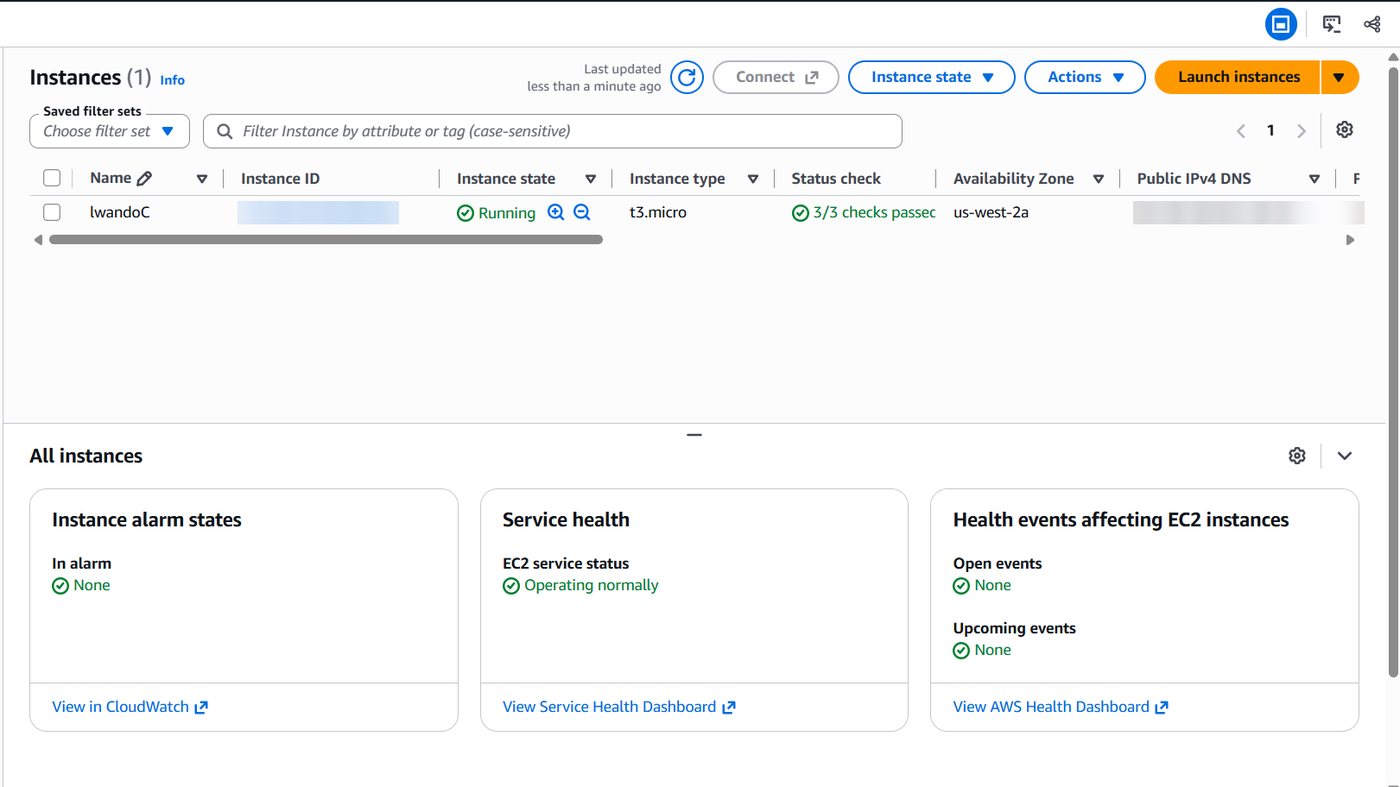 Instances (1) Info
Last updated
less than a minute ago
Connect
Instance state
Actions
Launch instances
Saved filter sets
Choose filter set
Filter Instance by attribute or tag (case-sensitive)
1
Name Instance ID Instance state Instance type Status check Availability Zone Public IPv4 DNS P
lwandoC Running t3.micro 3/3 checks passec us-west-2a
All instances
Instance alarm states
In alarm
None
View in CloudWatch
Service health
EC2 service status
Operating normally
View Service Health Dashboard
Health events affecting EC2 instances
Open events
None
Upcoming events
None
View AWS Health Dashboard